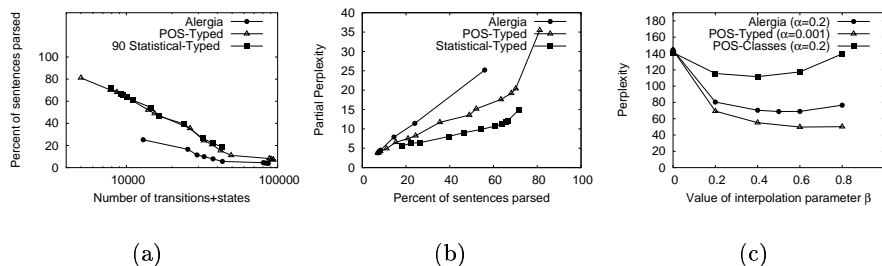 Alergia
POS-Typed
90 Statistical-Typed
100
80
60
40
20
0
10000
100000
Percent of sentences parsed
Number of transitions+states
(a)
Alergia
POS-Typed
Statistical-Typed
40
35
30
25
20
15
10
5
0
0
20
40
60
80
100
Partial Perplexity
Percent of sentences parsed
(b)
Alergia (α=0.2)
POS-Typed (α=0.001)
POS-Classes (α=0.2)
180
160
140
120
100
80
60
40
20
0
0
0.2
0.4
0.6
0.8
1
Perplexity
Value of interpolation parameter β
(c)